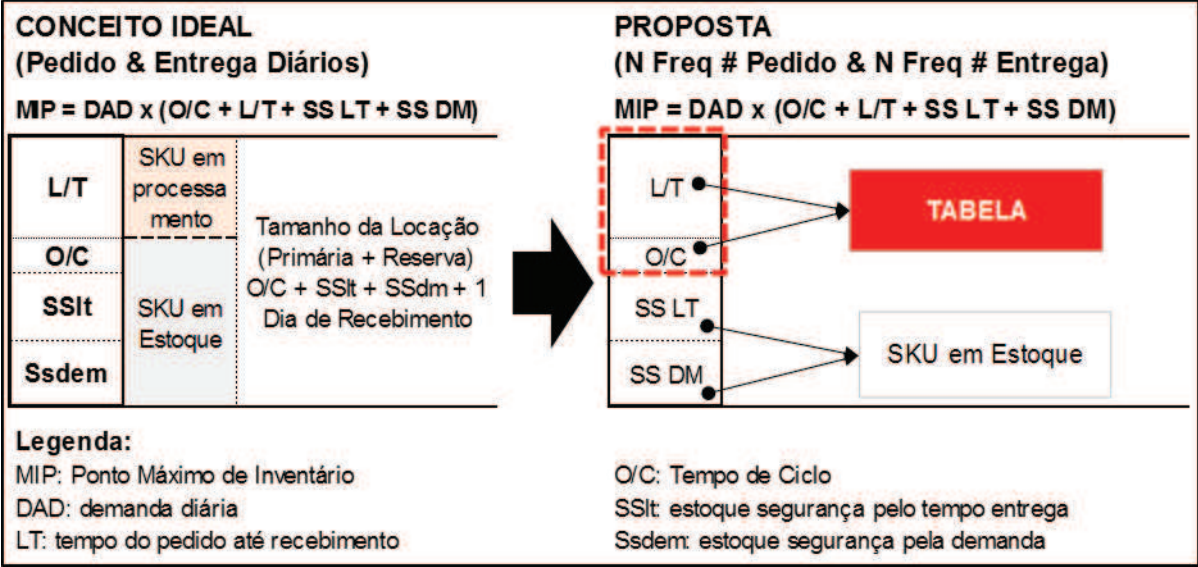 CONCEITO IDEAL
(Pedido & Entrega Diários)
MIP = DAD x (O/C + L/T + SS LT + SS DM)
L/T
SKU em
processa
mento
O/C
SSlt
Ssdem
SKU em
Estoque
Tamanho da Locação
(Primária + Reserva)
O/C + SSlt + SSdm + 1
Dia de Recebimento
PROPOSTA
(N Freq # Pedido & N Freq # Entrega)
MIP = DAD x (O/C + L/T + SS LT + SS DM)
L/T
O/C
SS LT
SS DM
TABELA
SKU em Estoque
Legenda:
MIP: Ponto Máximo de Inventário
DAD: demanda diária
LT: tempo do pedido até recebimento
O/C: Tempo de Ciclo
SSlt: estoque segurança pelo tempo entrega
Ssdem: estoque segurança pela demanda